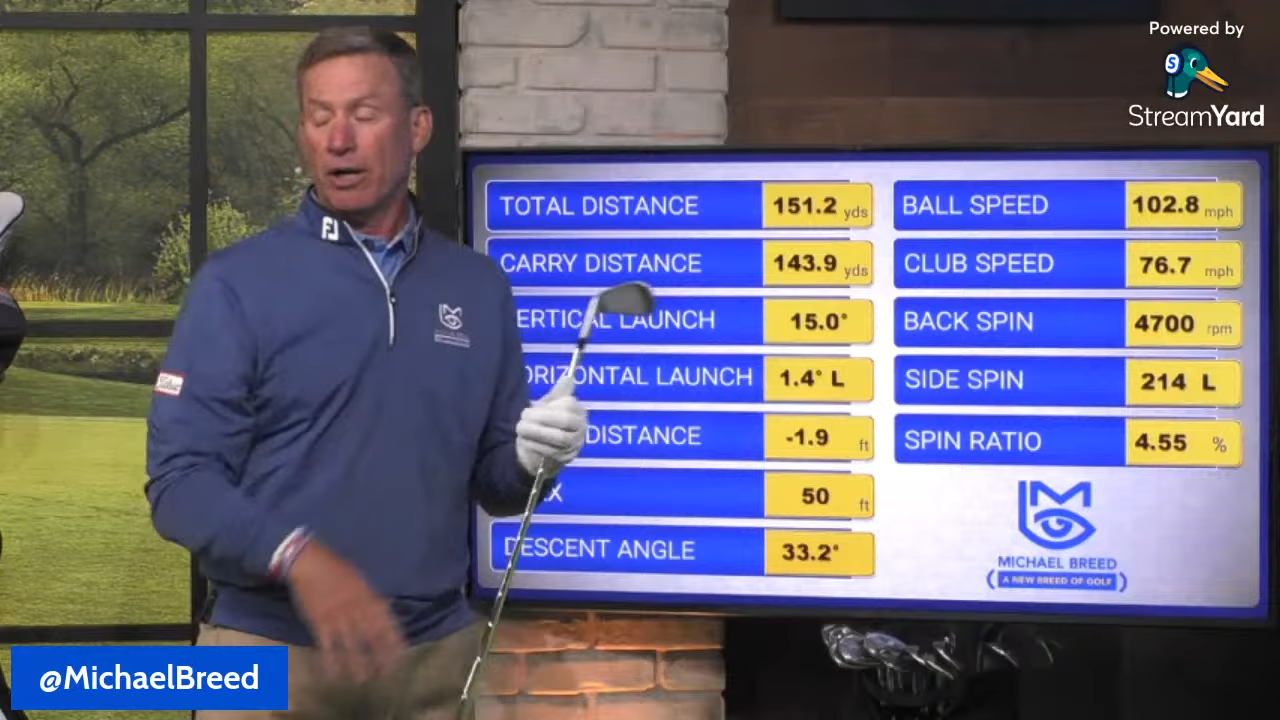 Powered by
StreamYard
TOTAL DISTANCE 151.2 yds
CARRY DISTANCE 143.9 yds
ERTICAL LAUNCH 15.0°
ORIZONTAL LAUNCH 1.4° L
DISTANCE -1.9 ft
X 50 ft
DESCENT ANGLE 33.2°
BALL SPEED 102.8 mph
CLUB SPEED 76.7 mph
BACK SPIN 4700 rpm
SIDE SPIN 214 L
SPIN RATIO 4.55 %
MICHAEL BREED
A NEW BREED OF GOLF
FJ
@MichaelBreed